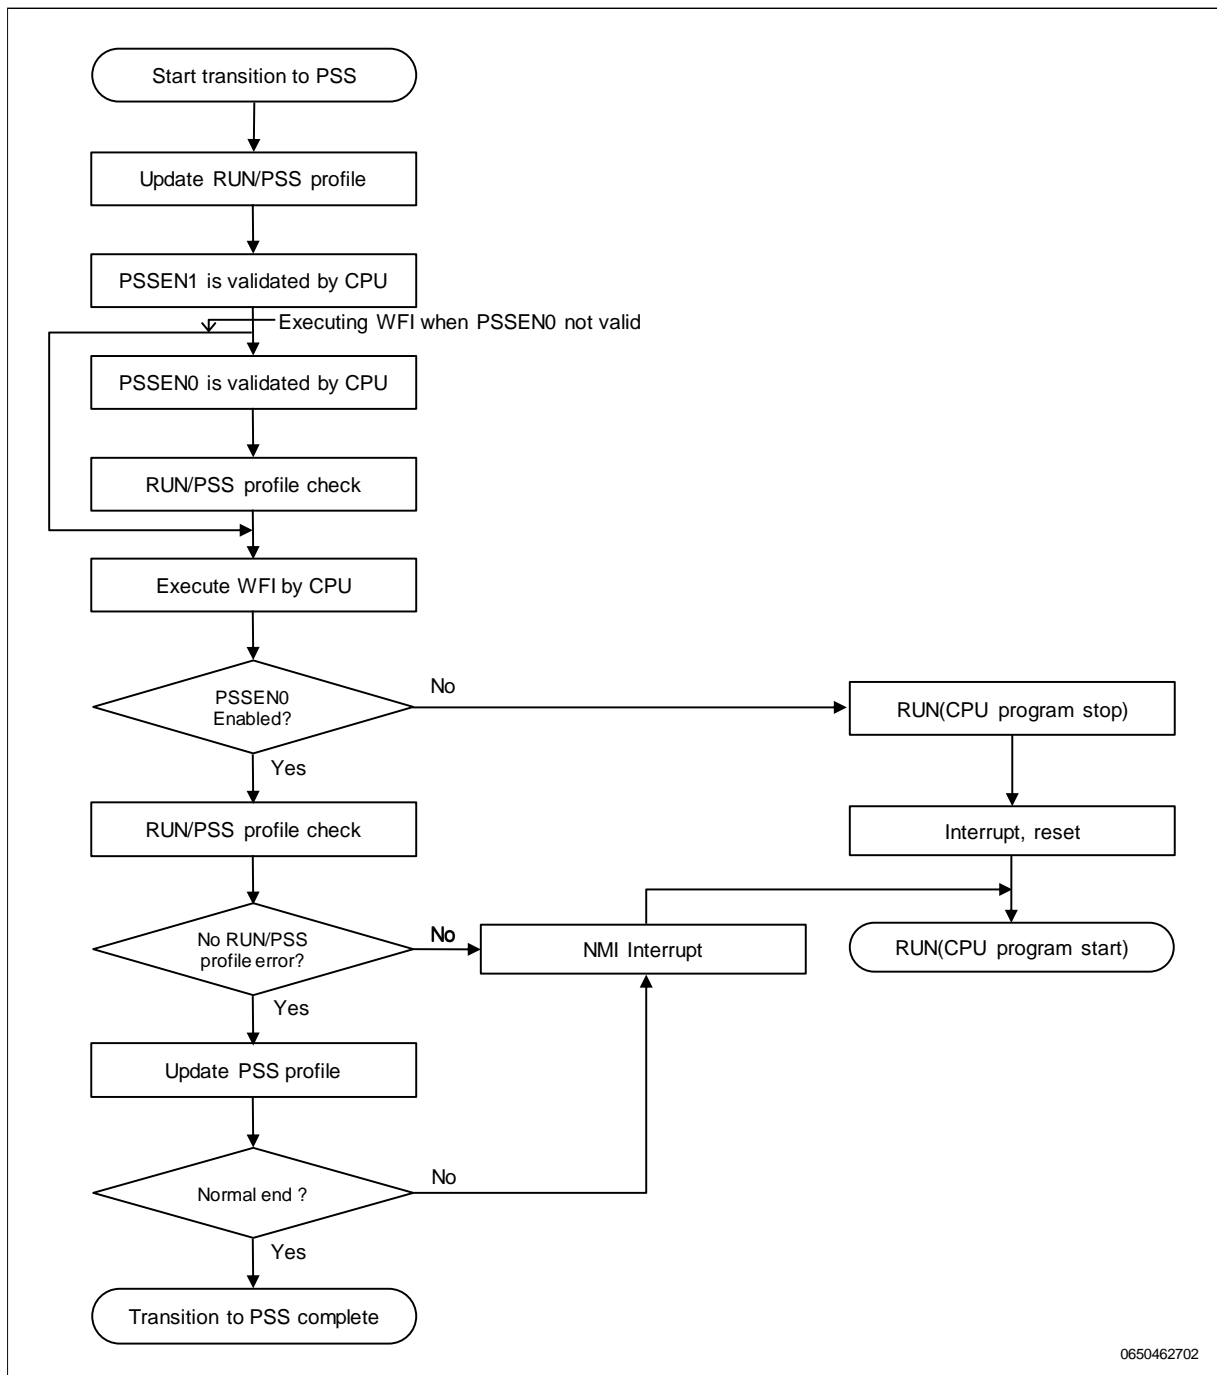 Start transition to PSS
Update RUN/PSS profile
PSSEN1 is validated by CPU
Executing WFI when PSSEN0 not valid
PSSEN0 is validated by CPU
RUN/PSS profile check
Execute WFI by CPU
PSSEN0
Enabled?
No
Yes
RUN(CPU program stop)
RUN/PSS profile check
Interrupt, reset
No RUN/PSS
profile error?
No
Yes
NMI Interrupt
RUN(CPU program start)
Update PSS profile
Normal end ?
No
Yes
Transition to PSS complete
0650462702